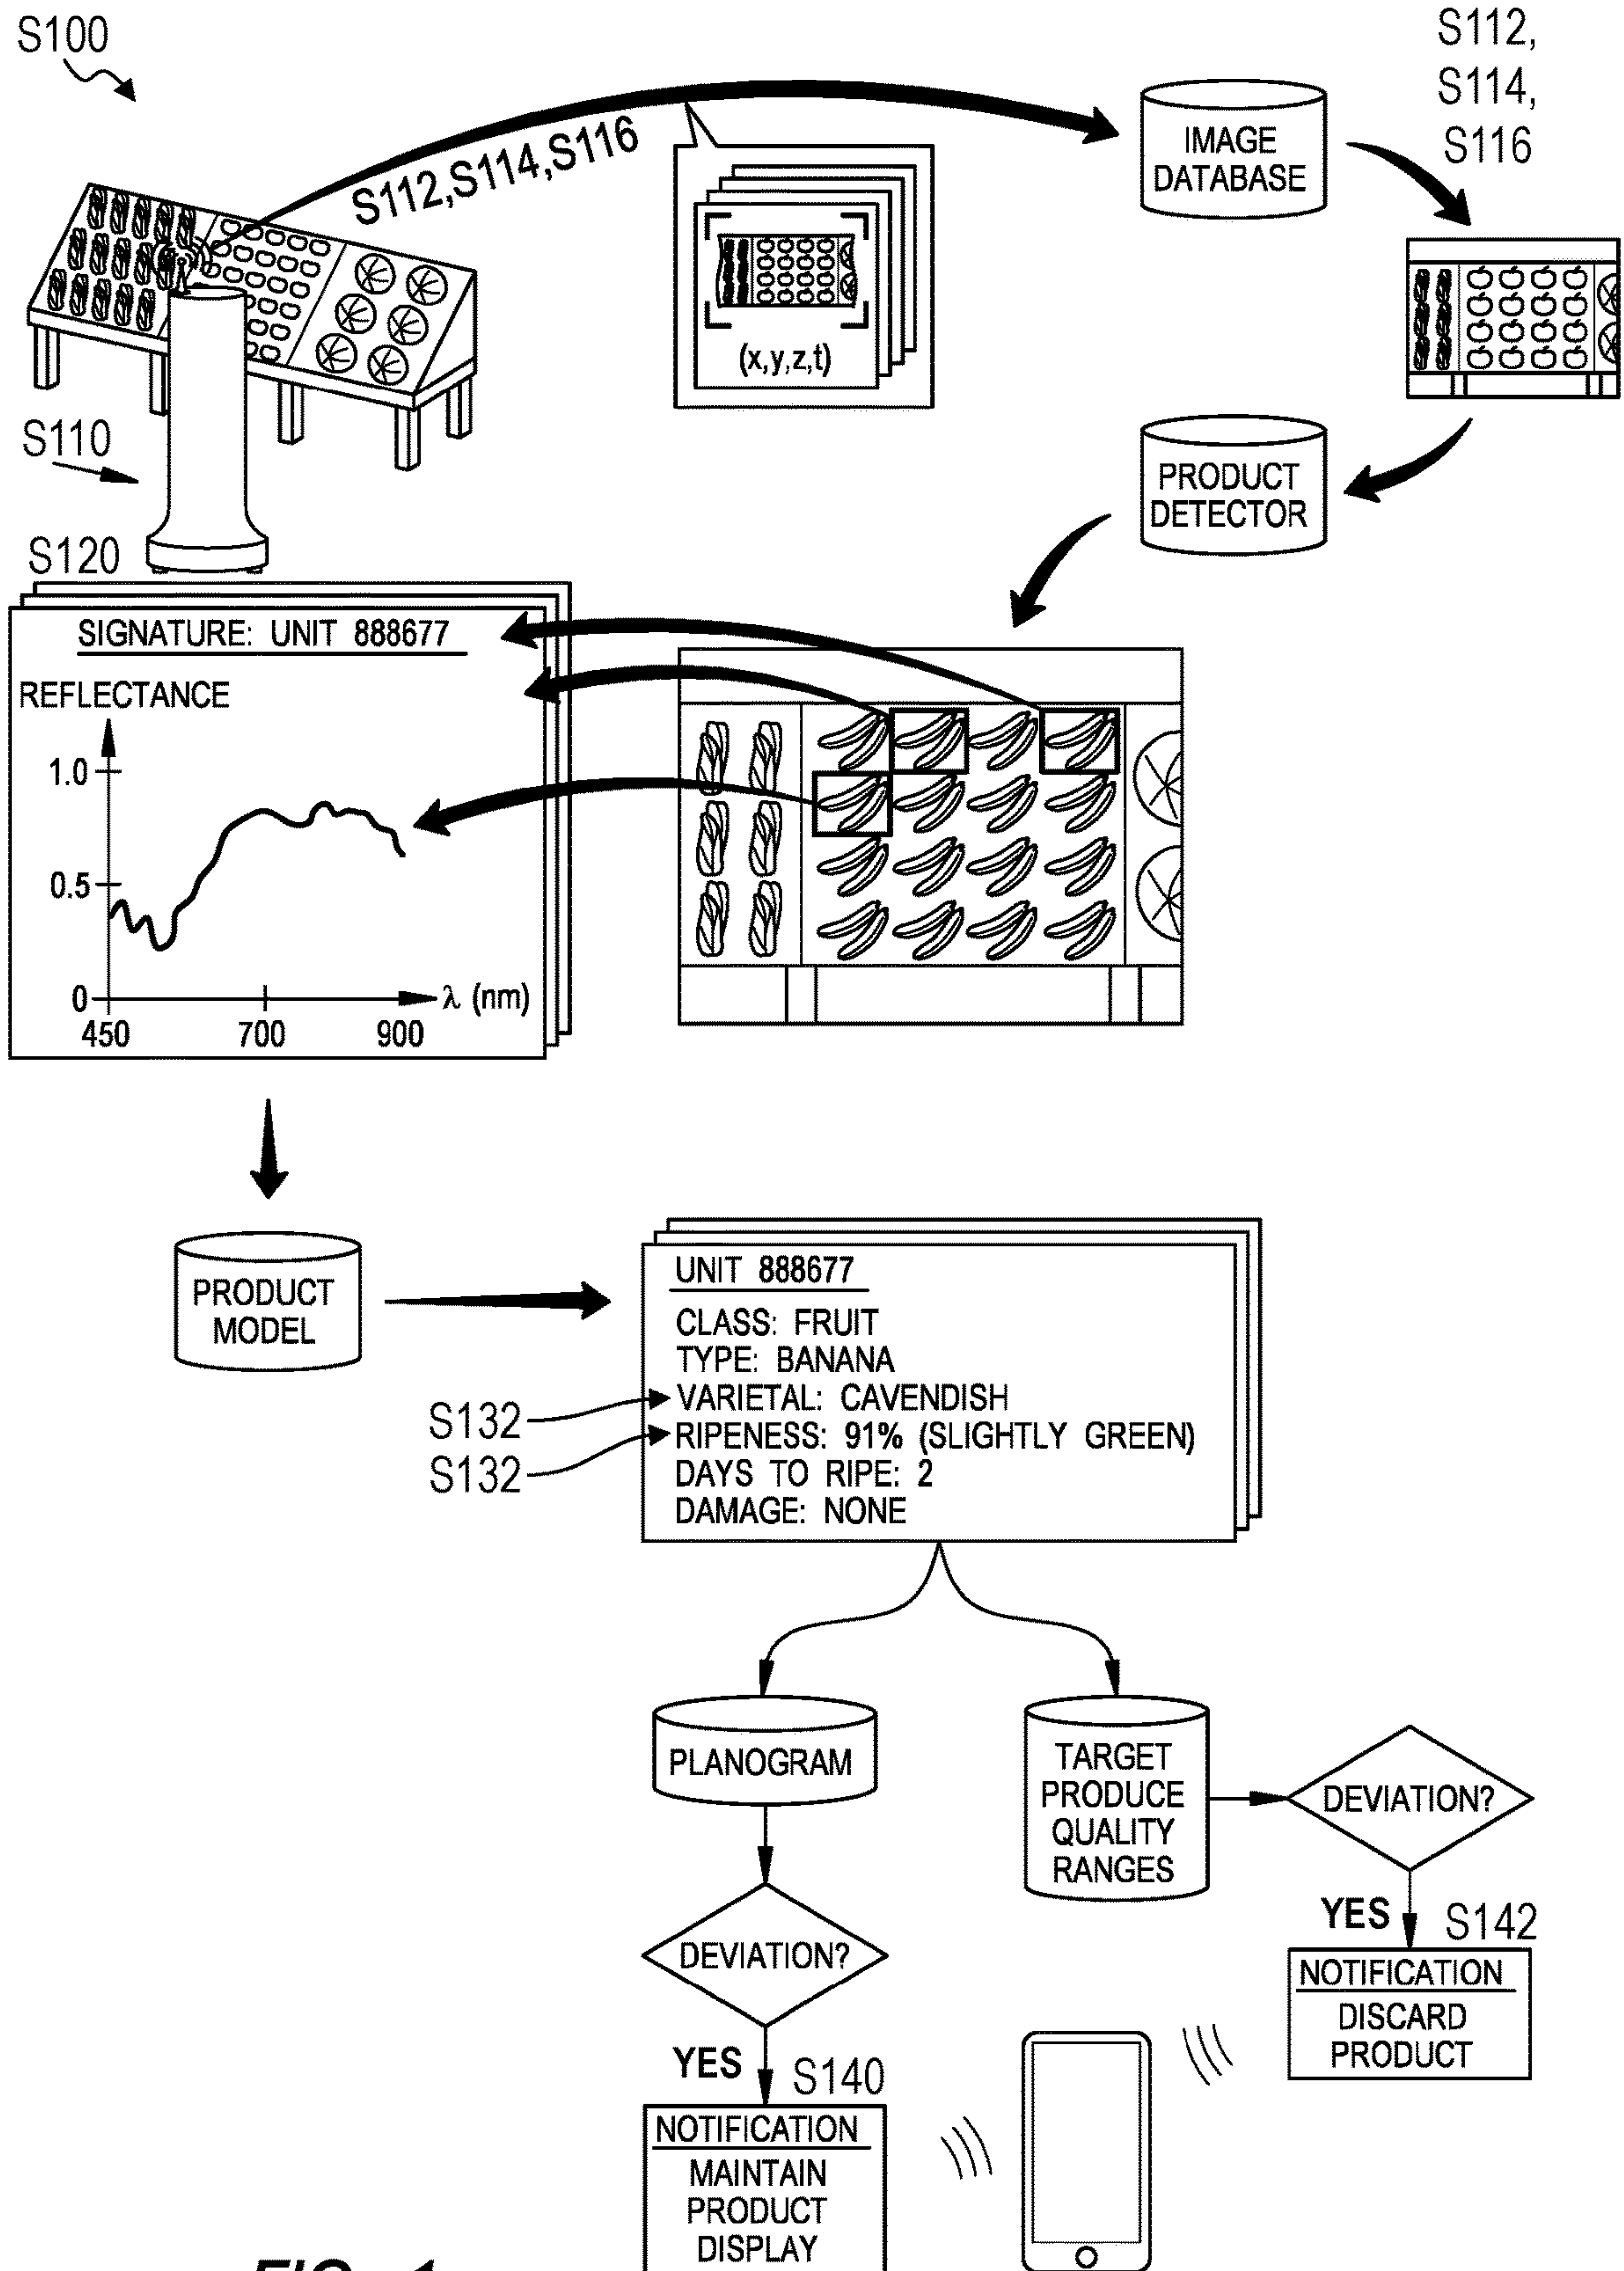 S100
S112,
S114,
S116
S112,S114,S116
IMAGE
DATABASE
(x,y,z,t)
S110
PRODUCT
DETECTOR
S120
SIGNATURE: UNIT 888677
REFLECTANCE
1.0
0.5
0
λ (nm)
450 700 900
PRODUCT
MODEL
UNIT 888677
CLASS: FRUIT
TYPE: BANANA
VARIETAL: CAVENDISH
RIPENESS: 91% (SLIGHTLY GREEN)
DAYS TO RIPE: 2
DAMAGE: NONE
S132
S132
PLANOGRAM
TARGET
PRODUCE
QUALITY
RANGES
DEVIATION?
YES
S142
NOTIFICATION
DISCARD
PRODUCT
DEVIATION?
YES
S140
NOTIFICATION
MAINTAIN
PRODUCT
DISPLAY